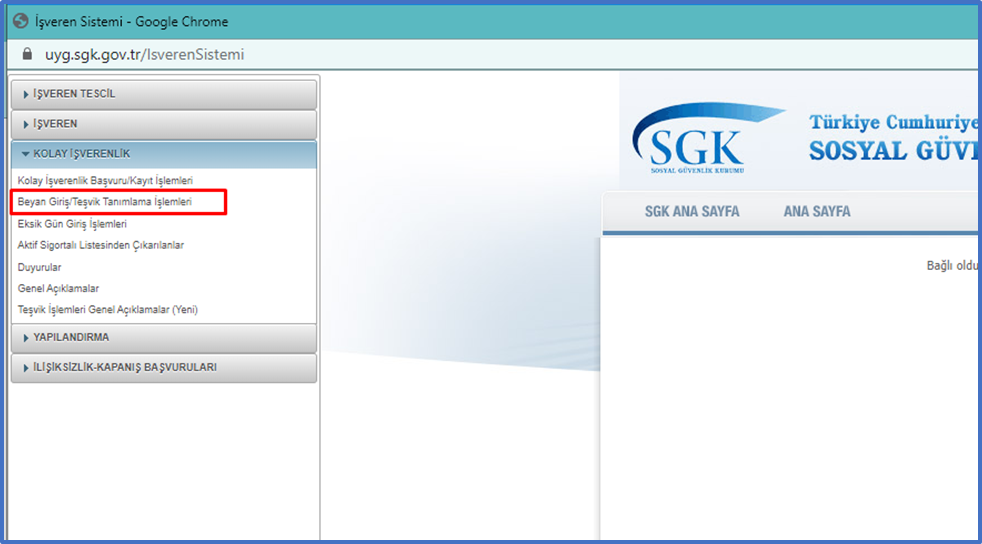 İşveren Sistemi - Google Chrome
uyg.sgk.gov.tr/IsverenSistemi
İŞVEREN TESCİL
İŞVEREN
KOLAY İŞVERENLİK
Kolay İşverenlik Başvuru/Kayıt İşlemleri
Beyan Giriş/Teşvik Tanımlama İşlemleri
Eksik Gün Giriş İşlemleri
Aktif Sigortalı Listesinden Çıkarılanlar
Duyurular
Genel Açıklamalar
Teşvik İşlemleri Genel Açıklamalar (Yeni)
YAPILANDIRMA
İLİŞİKSİZLİK-KAPANIŞ BAŞVURULARI
SGK
SOSYAL GÜVENLİK KURUMU
Türkiye Cumhuriye
SOSYAL GÜV
SGK ANA SAYFA ANA SAYFA
Bağlı oldu